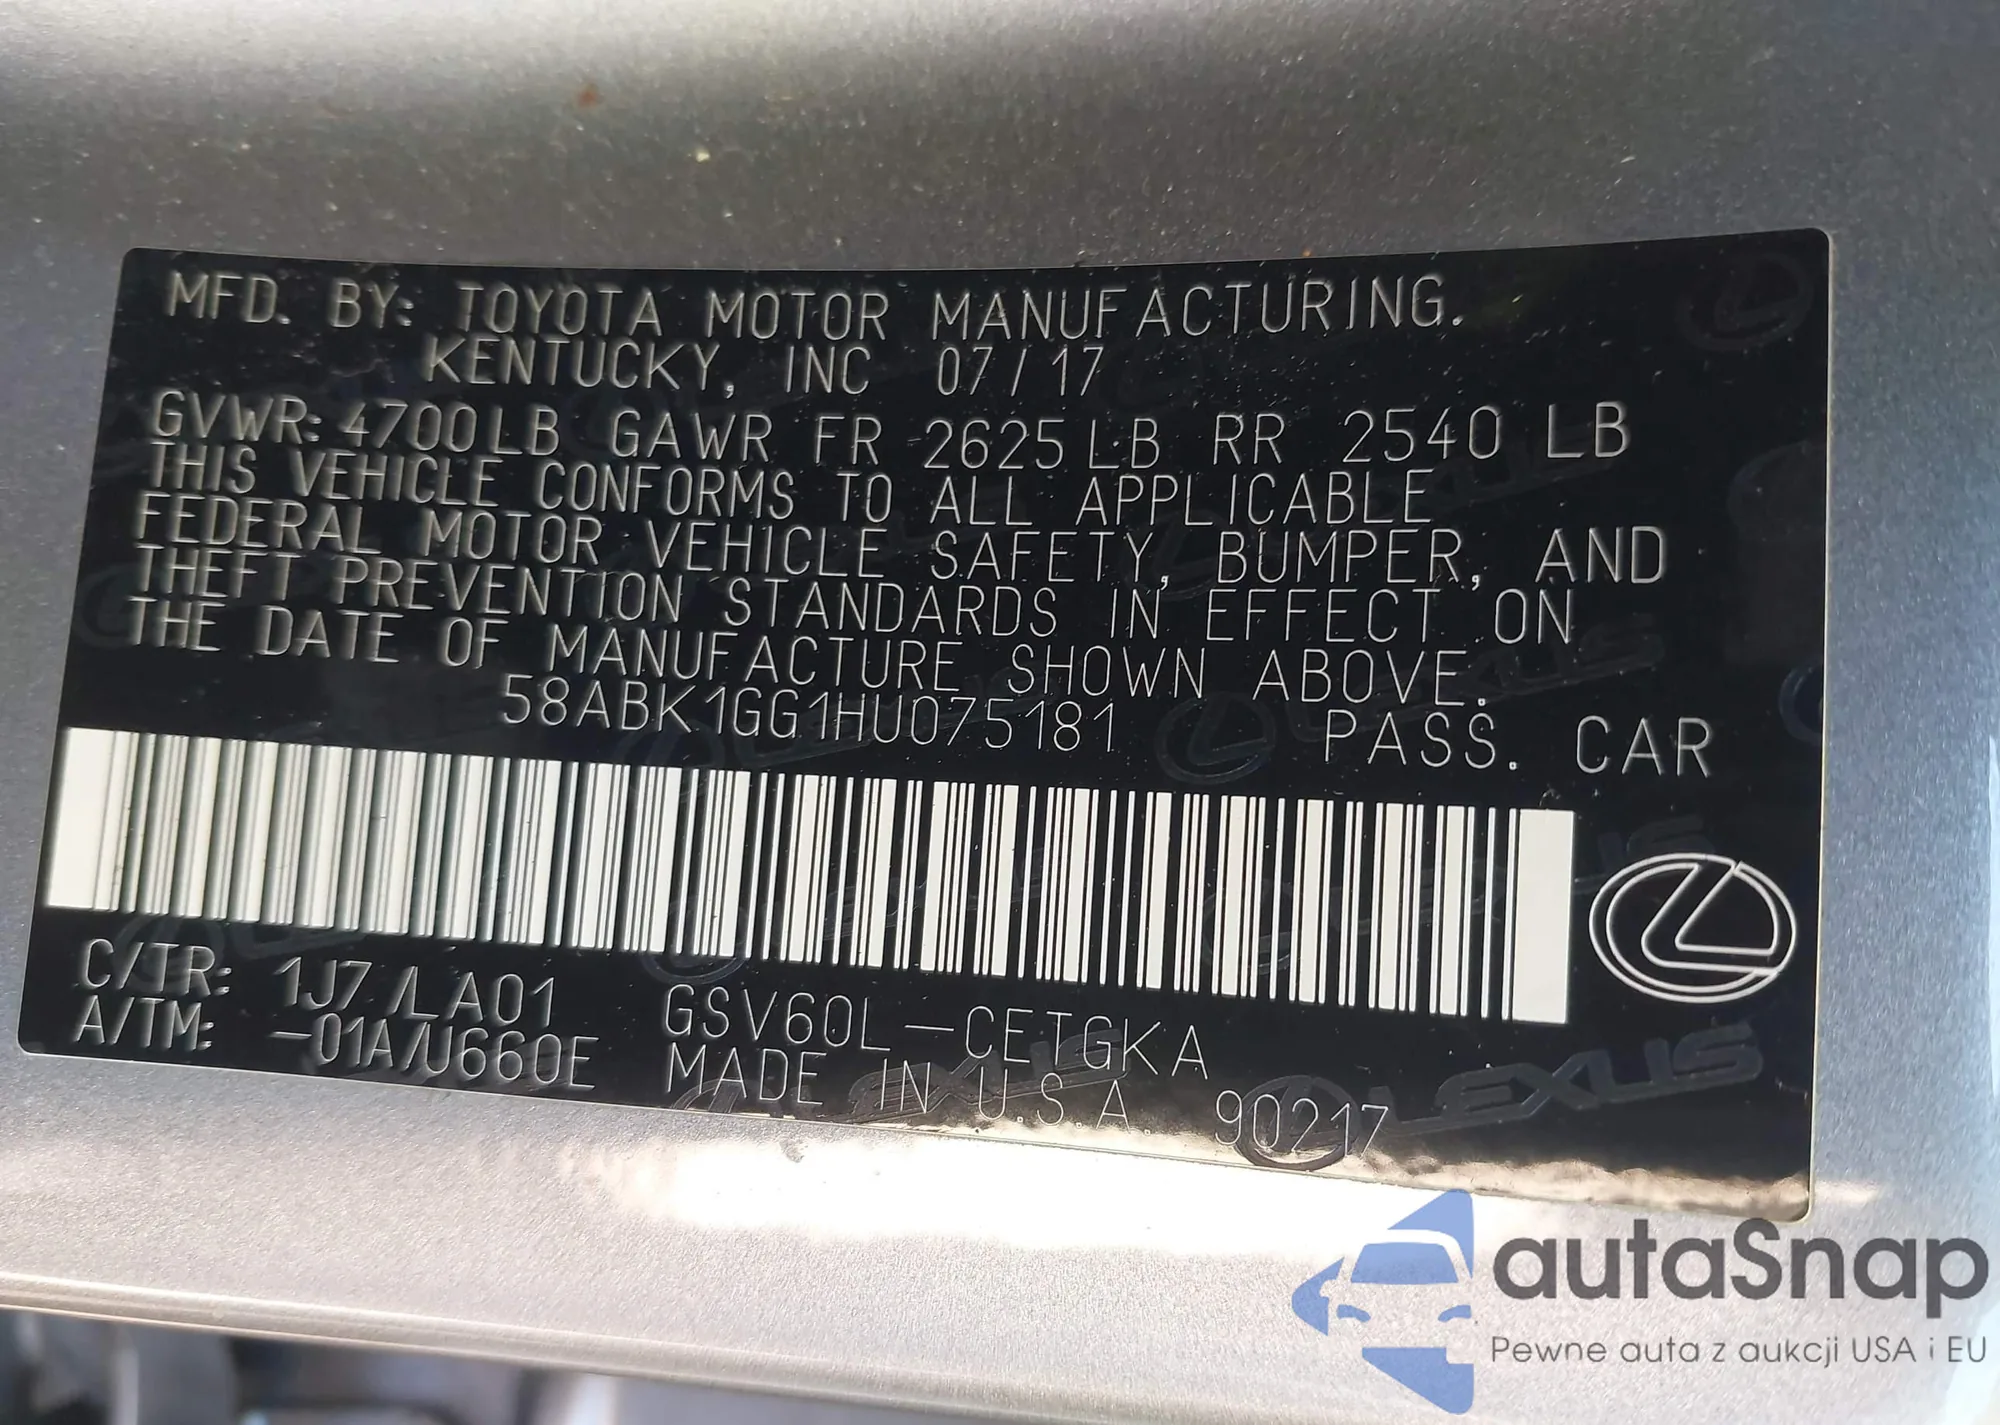 MFD. BY: TOYOTA MOTOR MANUFACTURING.
KENTUCKY, INC 07/17
GVWR: 4700LB GAWR FR 2625LB RR 2540 LB
THIS VEHICLE CONFORMS TO ALL APPLICABLE
FEDERAL MOTOR VEHICLE SAFETY, BUMPER, AND
THEFT PREVENTION STANDARDS IN EFFECT ON
THE DATE OF MANUFACTURE SHOWN ABOVE.
58ABK1GG1HU075181 PASS. CAR
C/TR: 1J7/LA01 GSV60L-CETGKA
A/TM: -01A/U660E MADE IN U.S.A. 90217
LEXUS
autaSnap
Pewne auta z aukcji USA i EU